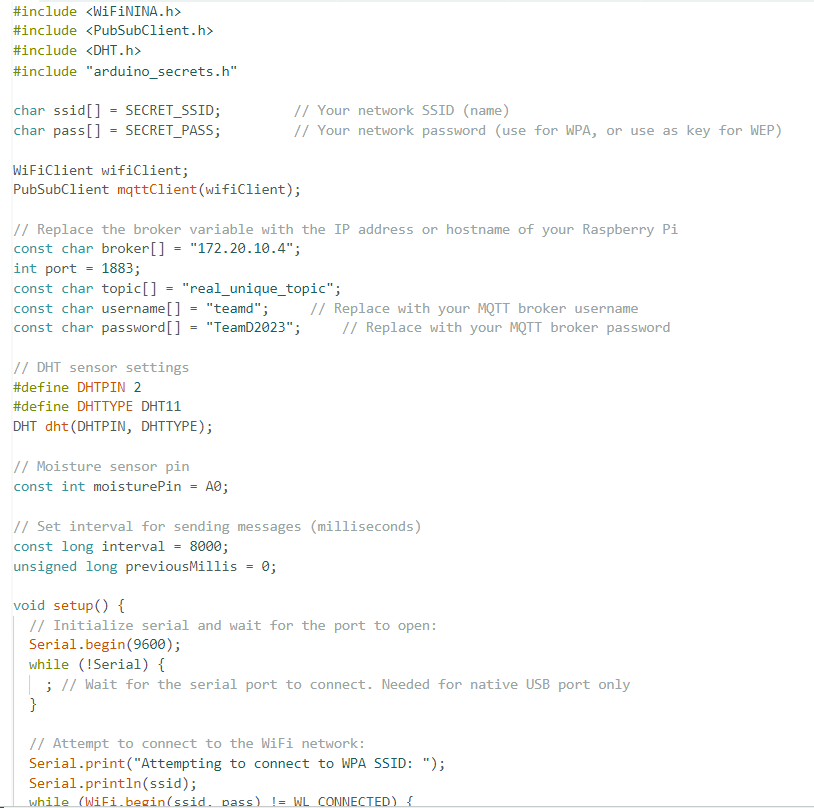 #include <WiFiNINA.h>
#include <PubSubClient.h>
#include <DHT.h>
#include "arduino_secrets.h"
char ssid[] = SECRET_SSID;         // Your network SSID (name)
char pass[] = SECRET_PASS;         // Your network password (use for WPA, or use as key for WEP)
WiFiClient wifiClient;
PubSubClient mqttClient(wifiClient);
// Replace the broker variable with the IP address or hostname of your Raspberry Pi
const char broker[] = "172.20.10.4";
int port = 1883;
const char topic[] = "real_unique_topic";
const char username[] = "teamd";     // Replace with your MQTT broker username
const char password[] = "TeamD2023";     // Replace with your MQTT broker password
// DHT sensor settings
#define DHTPIN 2
#define DHTTYPE DHT11
DHT dht(DHTPIN, DHTTYPE);
// Moisture sensor pin
const int moisturePin = A0;
// Set interval for sending messages (milliseconds)
const long interval = 8000;
unsigned long previousMillis = 0;
void setup() {
  // Initialize serial and wait for the port to open:
  Serial.begin(9600);
  while (!Serial) {
    ; // Wait for the serial port to connect. Needed for native USB port only
  }
  // Attempt to connect to the WiFi network:
  Serial.print("Attempting to connect to WPA SSID: ");
  Serial.println(ssid);
  while (WiFi.begin(ssid, pass) != WL_CONNECTED) {